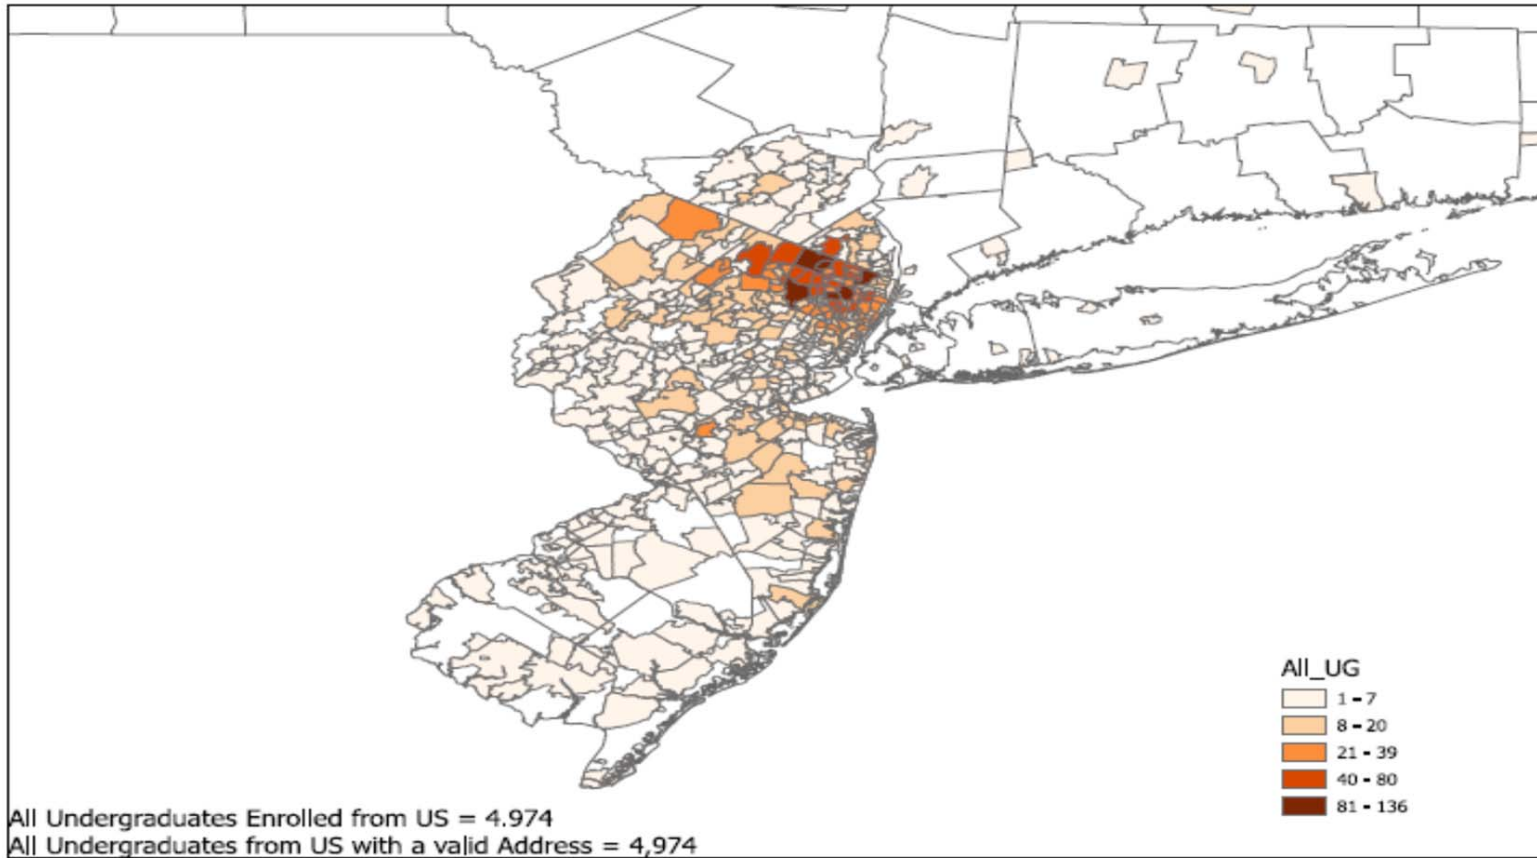 All_UG
1 - 7
8 - 20
21 - 39
40 - 80
81 - 136
All Undergraduates Enrolled from US = 4.974
All Undergraduates from US with a valid Address = 4,974